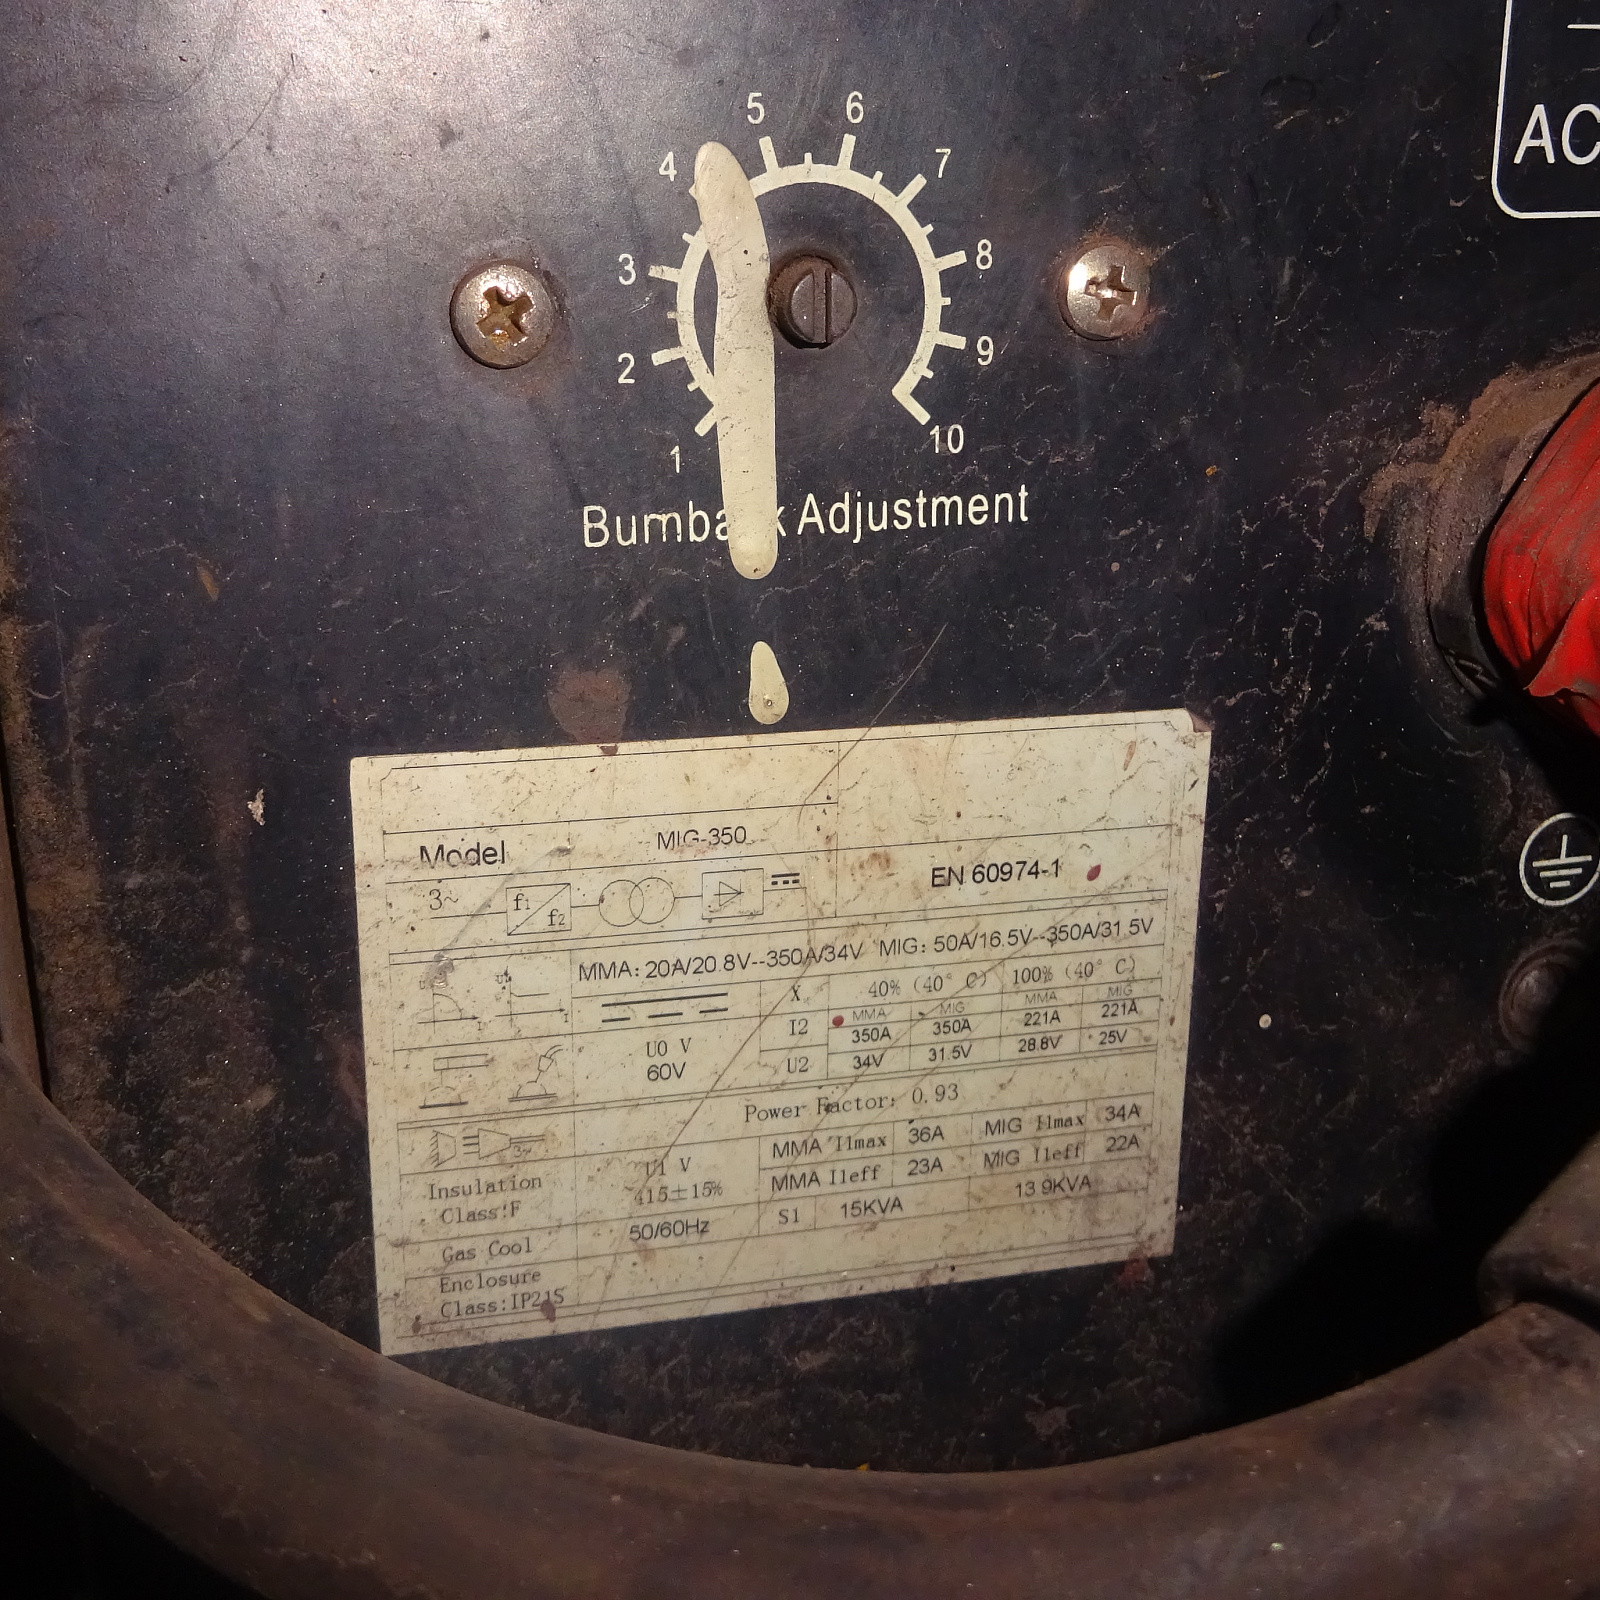 5 6
4 7
3 8
2 9
1 10
Adjustment
AC
Model MIG-350
3~ f1 f2 EN 60974-1
MMA: 20A/20.8V--350A/34V MIG: 50A/16.5V--350A/31.5V
X 40% (40° C) 100% (40° C)
I2 MMA MIG MMA MIG
350A 350A 221A 221A
U0 V
60V
U2 34V 31.5V 28.8V 25V
Power Factor: 0.93
U1 V
415±15%
50/60Hz
MMA I1max 36A MIG I1max 34A
MMA I1eff 23A MIG I1eff 22A
S1 15KVA 13.9KVA
Insulation
Class:F
Gas Cool
Enclosure
Class:IP21S